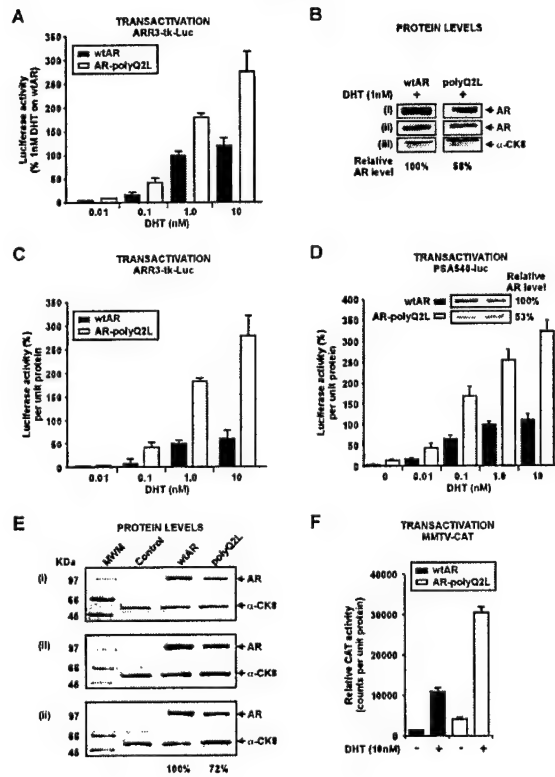 A
TRANSACTIVATION
ARR3-tk-Luc
wtAR
AR-polyQ2L
Luciferase activity
(% 1nM DHT on wtAR)
350
300
250
200
150
100
50
0
0.01
0.1
1.0
10
DHT (nM)
B
PROTEIN LEVELS
wtAR
polyQ2L
DHT (1nM)
+
+
(i)
AR
(ii)
AR
(iii)
α-CK8
Relative
AR level
100%
58%
C
TRANSACTIVATION
ARR3-tk-Luc
wtAR
AR-polyQ2L
Luciferase activity (%)
per unit protein
350
300
250
200
150
100
50
0
0.01
0.1
1.0
10
DHT (nM)
D
TRANSACTIVATION
PSA540-luc
Relative
AR level
wtAR
100%
AR-polyQ2L
53%
Luciferase activity (%)
per unit protein
400
350
300
250
200
150
100
50
0
0
0.01
0.1
1.0
10
DHT (nM)
E
PROTEIN LEVELS
KDa
MWM
Control
wtAR
polyQ2L
(i)
97
66
46
AR
α-CK8
(ii)
97
66
46
AR
α-CK8
(ii)
97
66
46
AR
α-CK8
100%
72%
F
TRANSACTIVATION
MMTV-CAT
wtAR
AR-polyQ2L
Relative CAT activity
(counts per unit protein)
40000
30000
20000
10000
0
DHT (10nM)
-
+
-
+